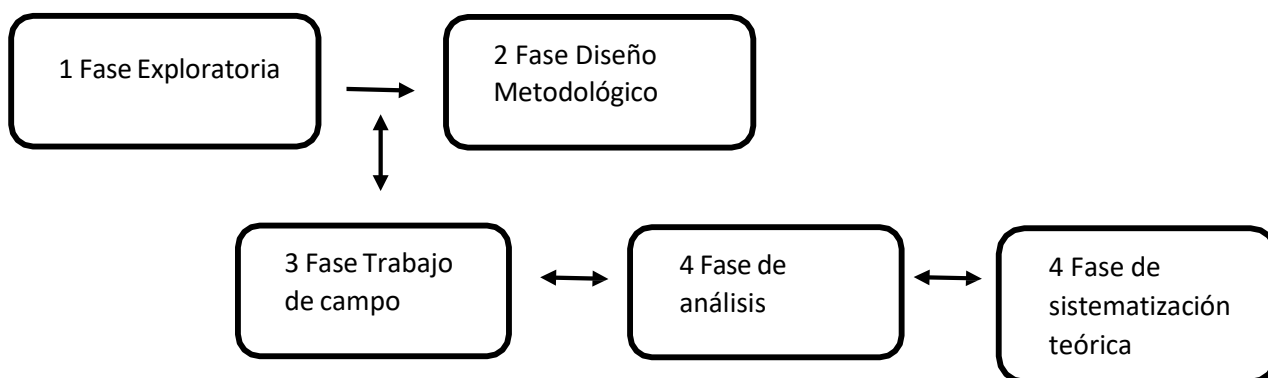 1 Fase Exploratoria
2 Fase Diseño
Metodológico
3 Fase Trabajo
de campo
4 Fase de
análisis
4 Fase de
sistematización
teórica